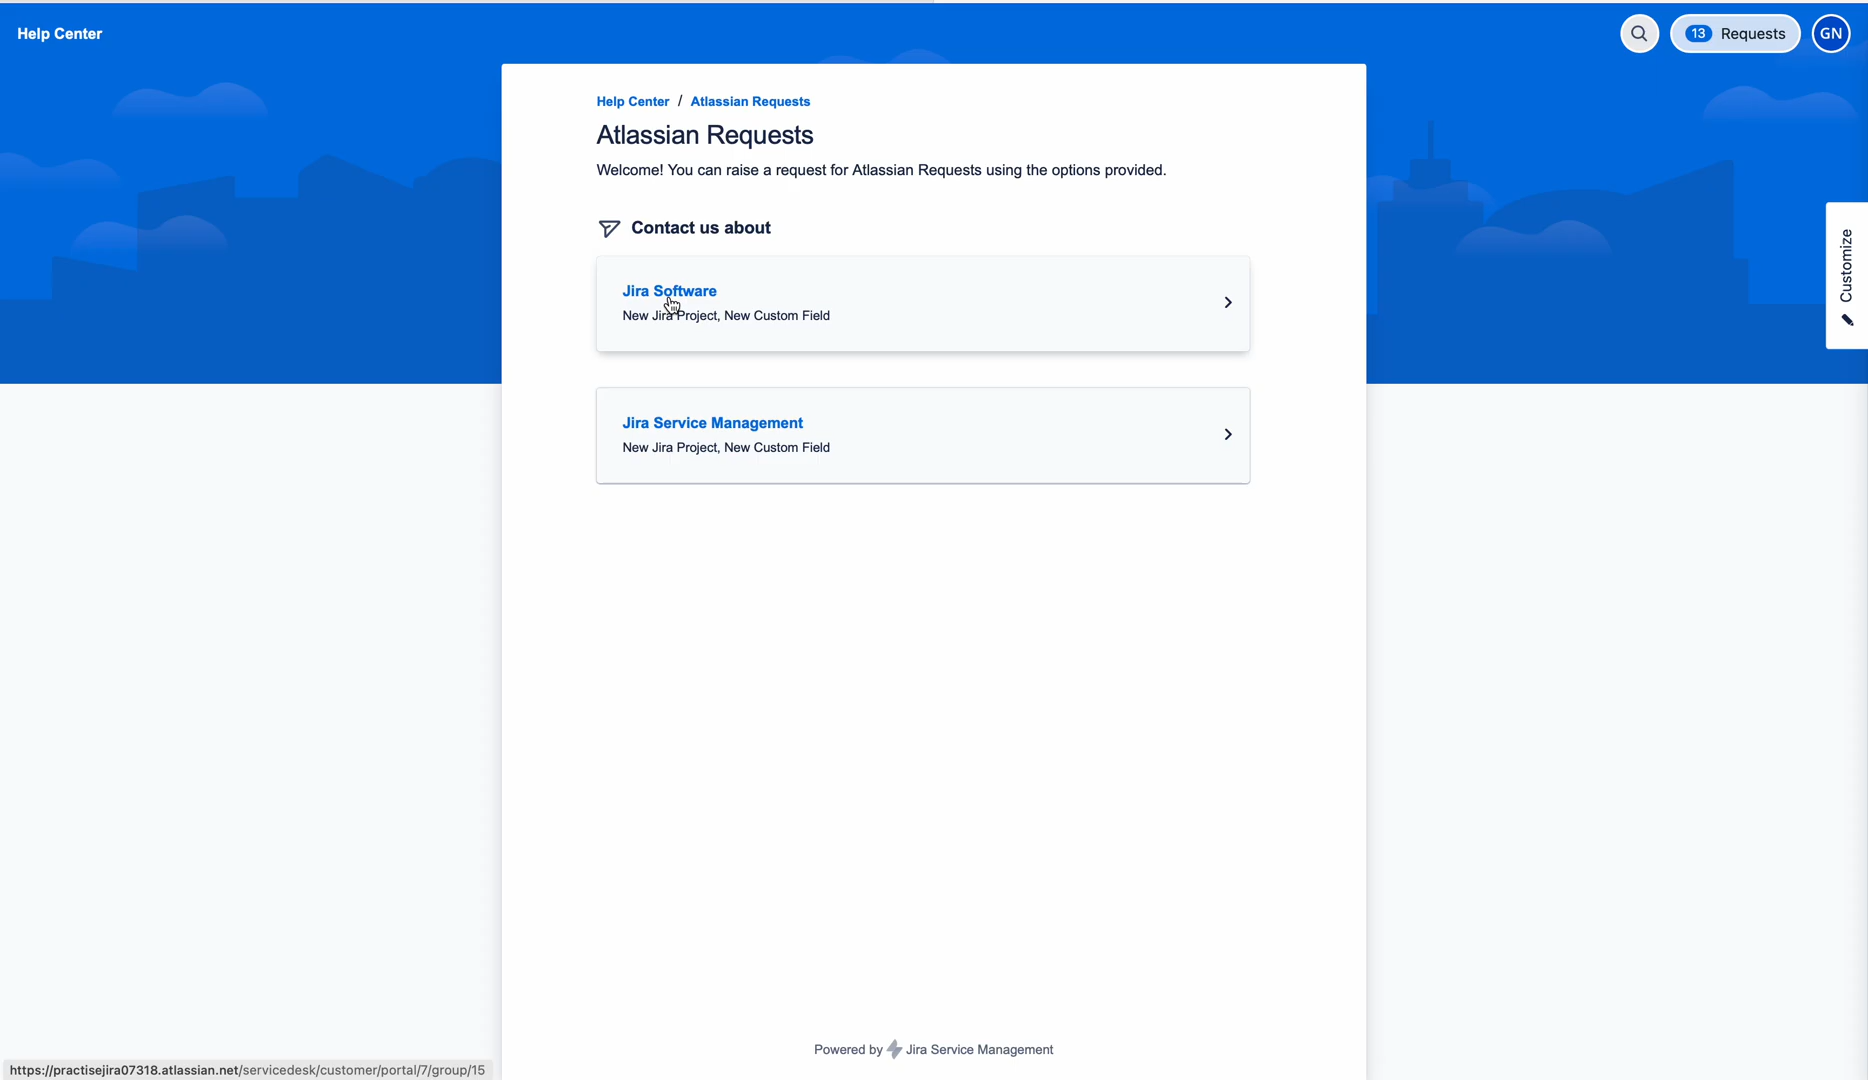 Help Center
13 Requests
GN
Help Center / Atlassian Requests
Atlassian Requests
Welcome! You can raise a request for Atlassian Requests using the options provided.
Contact us about
Jira Software
New Jira Project, New Custom Field
Jira Service Management
New Jira Project, New Custom Field
Customize
Powered by Jira Service Management
https://practisejira07318.atlassian.net/servicedesk/customer/portal/7/group/15